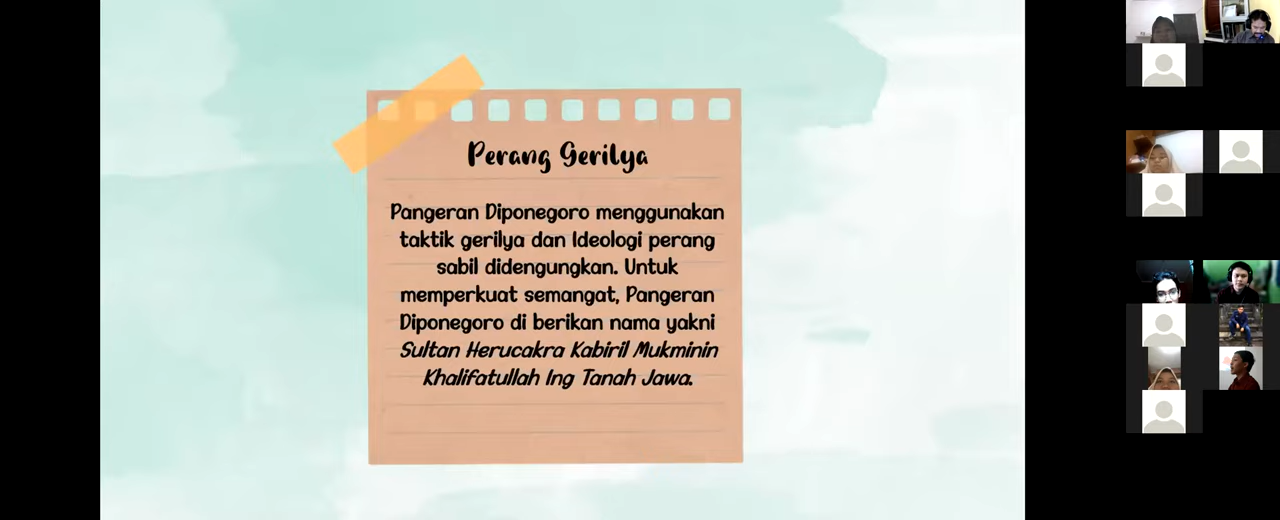 Perang Gerilya
Pangeran Diponegoro menggunakan
taktik gerilya dan Ideologi perang
sabil didengungkan. Untuk
memperkuat semangat, Pangeran
Diponegoro di berikan nama yakni
Sultan Herucakra Kabiril Mukminin
Khalifatullah Ing Tanah Jawa.